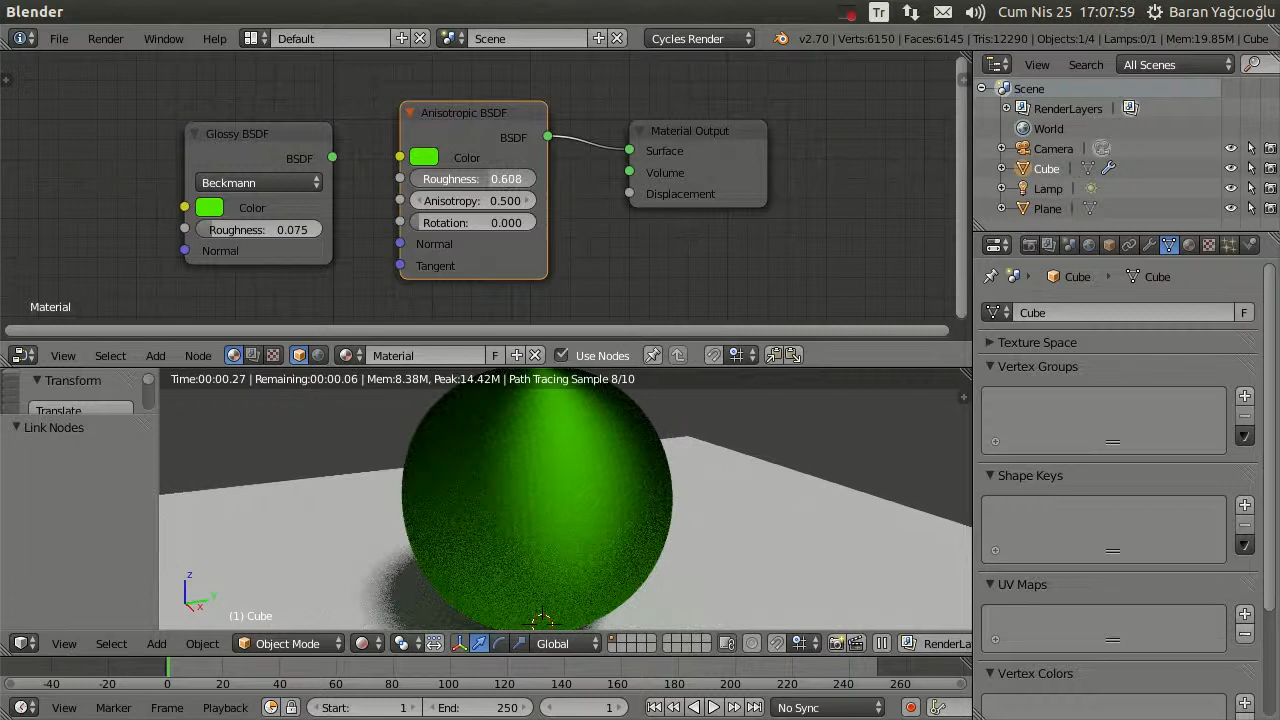 Blender
Tr
Cum Nis 25 17:07:59
Baran Yağcıoğlu
File Render Window Help Default Scene Cycles Render v2.70 | Verts:6150 | Faces:6145 | Tris:12290 | Objects:1/4 | Lamps:0/1 | Mem:19.85M | Cube
View Search All Scenes
Scene
RenderLayers
World
Camera
Cube
Lamp
Plane
Glossy BSDF
BSDF
Beckmann
Color
Roughness: 0.075
Normal
Anisotropic BSDF
BSDF
Color
Roughness: 0.608
Anisotropy: 0.500
Rotation: 0.000
Normal
Tangent
Material Output
Surface
Volume
Displacement
Material
View Select Add Node Material F Use Nodes
Cube Cube
Cube F
Texture Space
Vertex Groups
Shape Keys
UV Maps
Vertex Colors
Transform
Translate
Link Nodes
Time:00:00.27 | Remaining:00:00.06 | Mem:8.38M, Peak:14.42M | Path Tracing Sample 8/10
z
y
x
(1) Cube
View Select Add Object Object Mode Global RenderLa
-40 -20 0 20 40 60 80 100 120 140 160 180 200 220 240 260
View Marker Frame Playback Start: 1 End: 250 1 No Sync